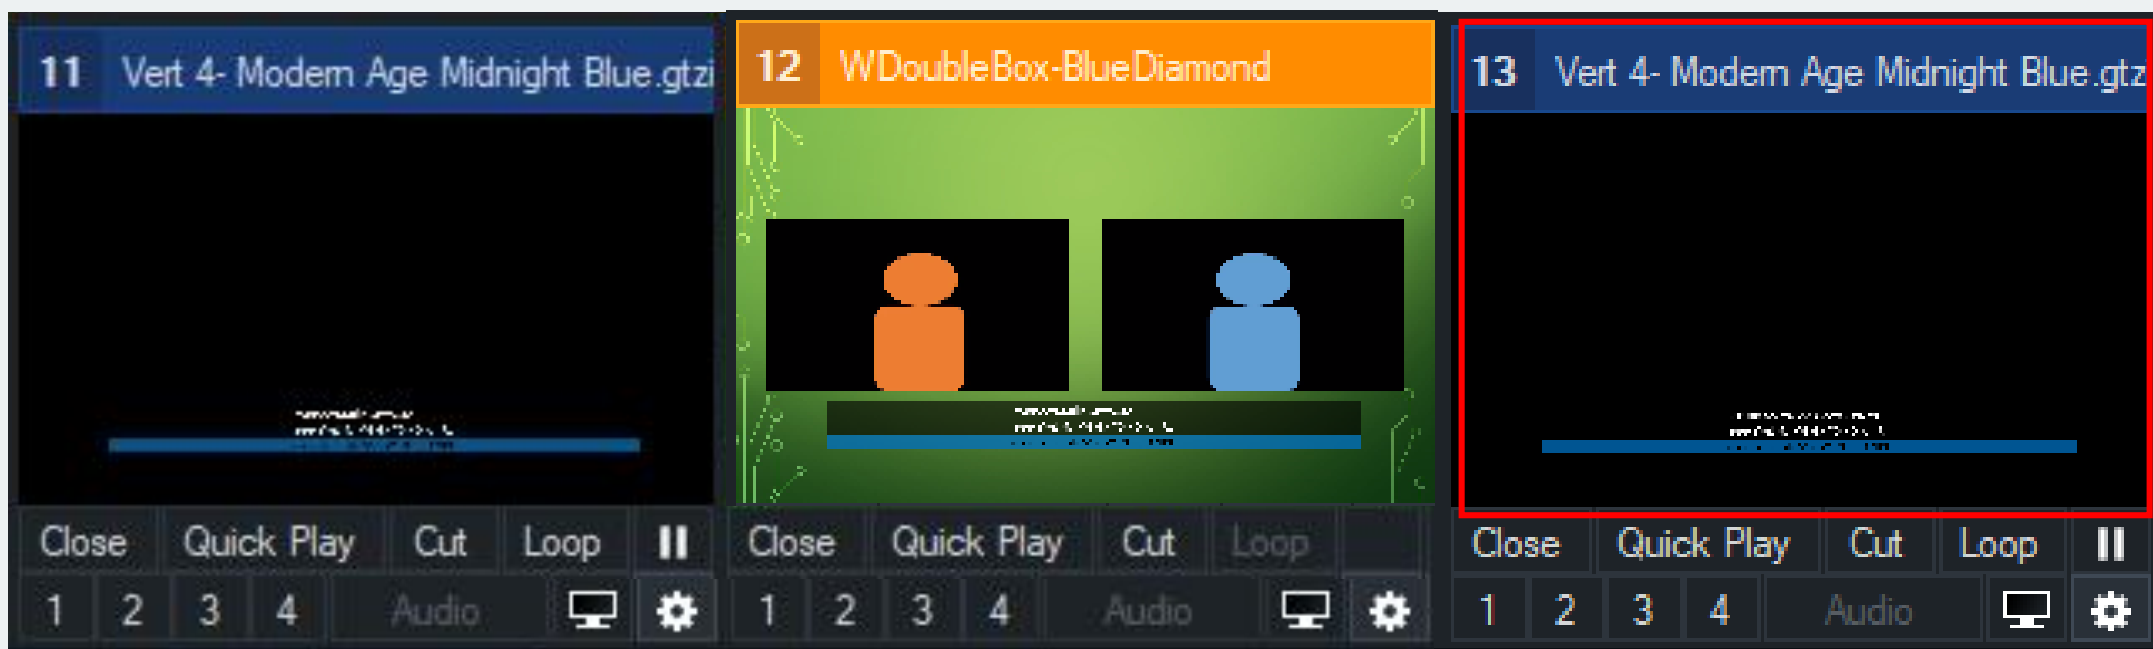 11 Vert 4- Modern Age Midnight Blue.gtzi
Close Quick Play Cut Loop
1 2 3 4 Audio
12 WDoubleBox-BlueDiamond
Close Quick Play Cut Loop
1 2 3 4 Audio
13 Vert 4- Modern Age Midnight Blue.gtz
Close Quick Play Cut Loop
1 2 3 4 Audio